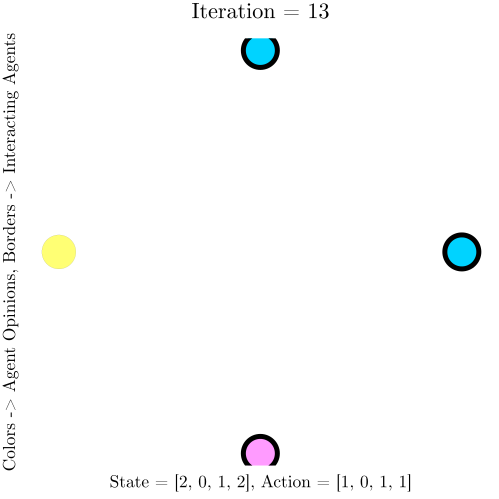 Iteration = 13
Colors -> Agent Opinions, Borders -> Interacting Agents
State = [2, 0, 1, 2], Action = [1, 0, 1, 1]